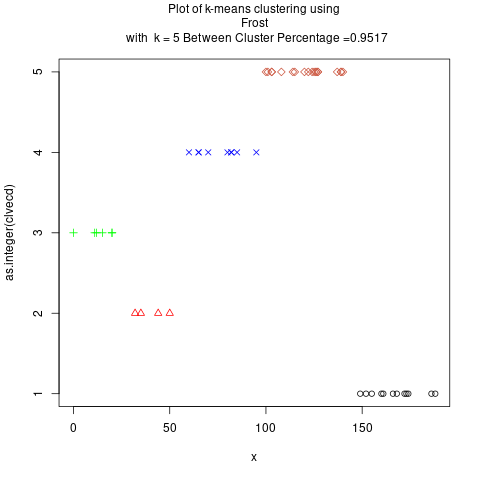 Plot of k-means clustering using
Frost
with  k = 5 Between Cluster Percentage =0.9517
as.integer(clvecd)
5
4
3
2
1
0
50
100
150
x